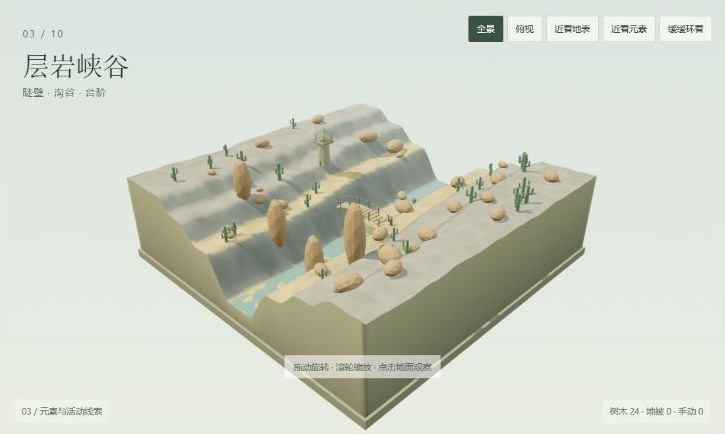 03 / 10
全景
俯视
近看地表
近看元素
缓缓环看
层岩峡谷
陡壁 · 沟谷 · 台阶
拖动旋转 · 滚轮缩放 · 点击地面观察
03 / 元素与活动线索
树木 24 · 地被 0 · 手动 0